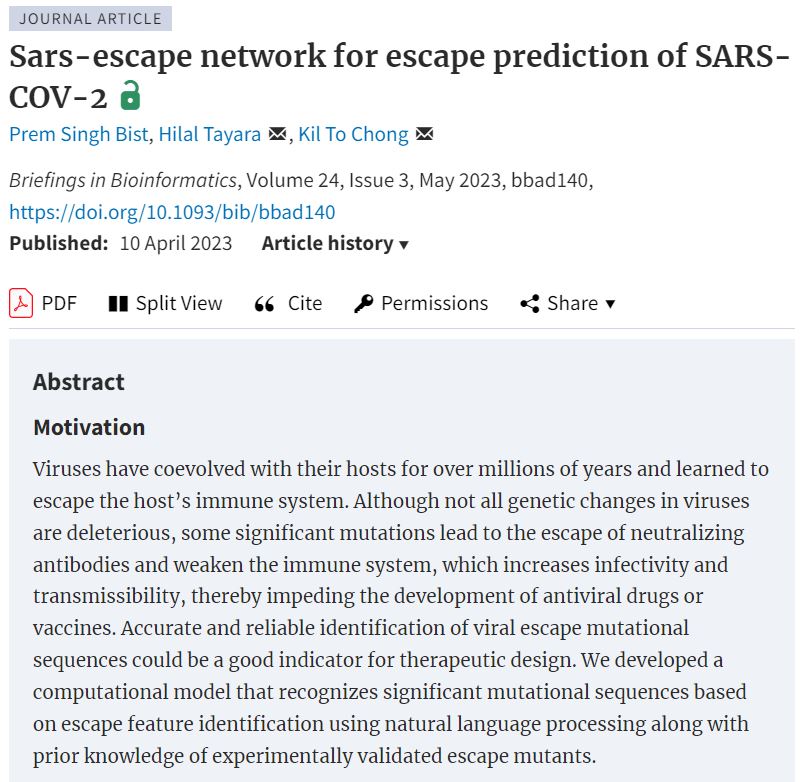 JOURNAL ARTICLE
Sars-escape network for escape prediction of SARS-
COV-2
Prem Singh Bist, Hilal Tayara, Kil To Chong
Briefings in Bioinformatics, Volume 24, Issue 3, May 2023, bbad140,
https://doi.org/10.1093/bib/bbad140
Published: 10 April 2023 Article history ▾
PDF Split View Cite Permissions Share ▾
Abstract
Motivation
Viruses have coevolved with their hosts for over millions of years and learned to
escape the host’s immune system. Although not all genetic changes in viruses
are deleterious, some significant mutations lead to the escape of neutralizing
antibodies and weaken the immune system, which increases infectivity and
transmissibility, thereby impeding the development of antiviral drugs or
vaccines. Accurate and reliable identification of viral escape mutational
sequences could be a good indicator for therapeutic design. We developed a
computational model that recognizes significant mutational sequences based
on escape feature identification using natural language processing along with
prior knowledge of experimentally validated escape mutants.